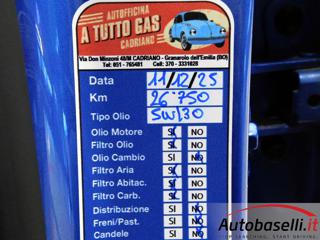 AUTOFFICINA
A TUTTO GAS
CADRIANO
Via Don Minzoni 48/M CADRIANO - Granarolo dell'Emilia (BO)
Tel: 051 - 765481 Cell: 370 - 3331828
Data 11/12/25
Km 26.750
Tipo Olio 5W/30
Olio Motore SI NO
Filtro Olio SI NO
Olio Cambio SI NO
Filtro Aria SI NO
Filtro Abitac. SI NO
Filtro Carb. SI NO
Distribuzione SI NO
Freni/Past. SI NO
Candele SI NO
Autobaselli.it